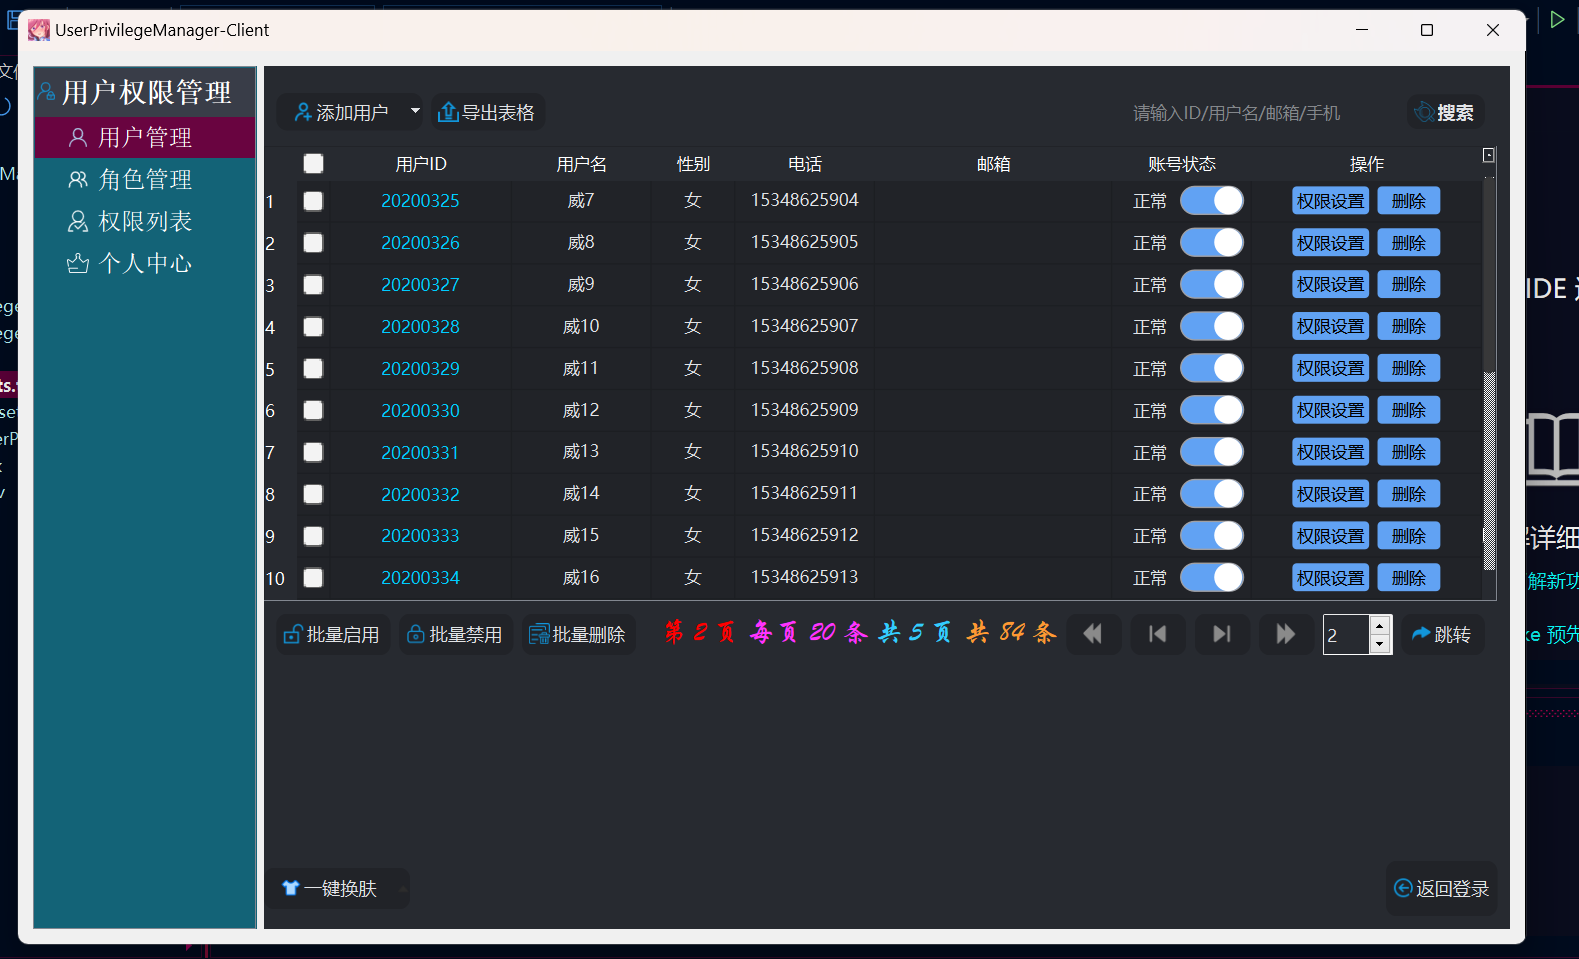 UserPrivilegeManager-Client
用户权限管理
用户管理
角色管理
权限列表
个人中心
添加用户 导出表格 请输入ID/用户名/邮箱/手机 搜索
用户ID 用户名 性别 电话 邮箱 账号状态 操作
1 20200325 威7 女 15348625904 正常 权限设置 删除
2 20200326 威8 女 15348625905 正常 权限设置 删除
3 20200327 威9 女 15348625906 正常 权限设置 删除
4 20200328 威10 女 15348625907 正常 权限设置 删除
5 20200329 威11 女 15348625908 正常 权限设置 删除
6 20200330 威12 女 15348625909 正常 权限设置 删除
7 20200331 威13 女 15348625910 正常 权限设置 删除
8 20200332 威14 女 15348625911 正常 权限设置 删除
9 20200333 威15 女 15348625912 正常 权限设置 删除
10 20200334 威16 女 15348625913 正常 权限设置 删除
批量启用 批量禁用 批量删除 第 2 页 每页 20 条 共 5 页 共 84 条 2 跳转
一键换肤 返回登录
IDE
详细
解新功
预先